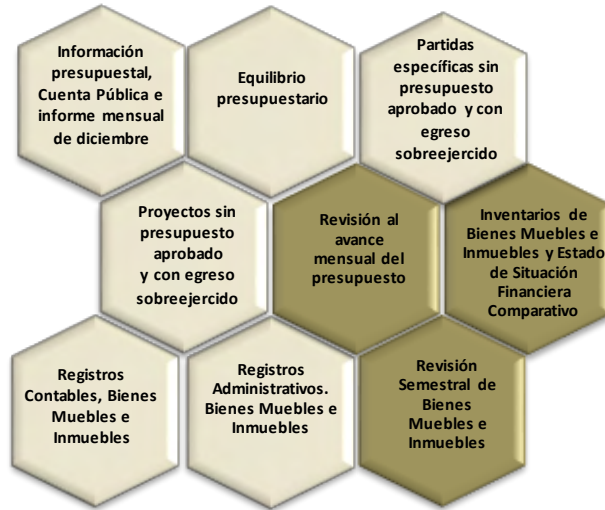 Información
presupuestal,
Cuenta Pública e
informe mensual
de diciembre
Equilibrio
presupuestario
Partidas
específicas sin
presupuesto
aprobado y con
egreso
sobreejercido
Proyectos sin
presupuesto
aprobado
y con egreso
sobreejercido
Revisión al
avance
mensual del
presupuesto
Inventarios de
Bienes Muebles e
Inmuebles y Estado
de Situación
Financiera
Comparativo
Registros
Contables, Bienes
Muebles e
Inmuebles
Registros
Administrativos.
Bienes Muebles e
Inmuebles
Revisión
Semestral de
Bienes
Muebles e
Inmuebles